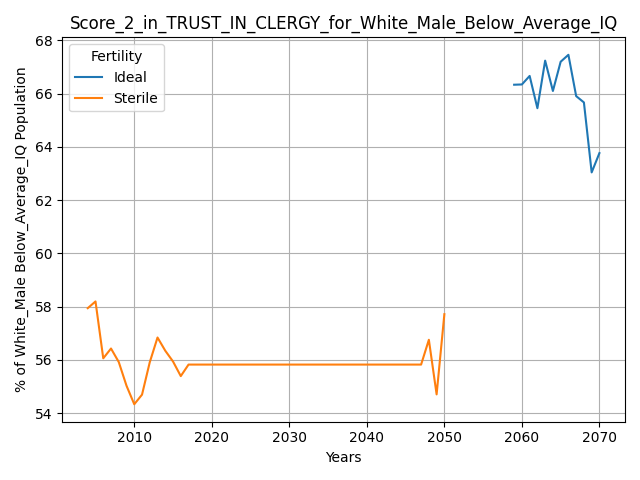 Score_2_in_TRUST_IN_CLERGY_for_White_Male_Below_Average_IQ
Fertility
Ideal
Sterile
% of White_Male Below_Average_IQ Population
68
66
64
62
60
58
56
54
2010
2020
2030
2040
2050
2060
2070
Years